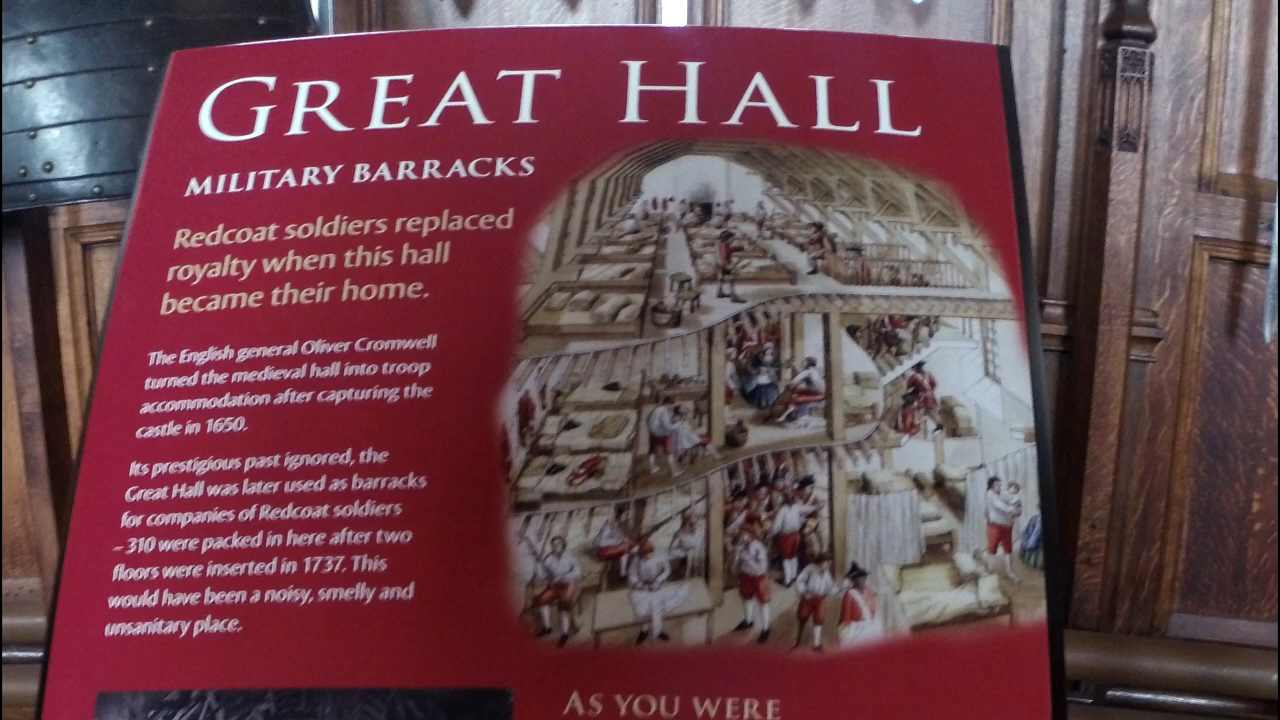 GREAT HALL
MILITARY BARRACKS
Redcoat soldiers replaced
royalty when this hall
became their home.
The English general Oliver Cromwell
turned the medieval hall into troop
accommodation after capturing the
castle in 1650.
Its prestigious past ignored, the
Great Hall was later used as barracks
for companies of Redcoat soldiers
– 310 were packed in here after two
floors were inserted in 1737. This
would have been a noisy, smelly and
unsanitary place.
AS YOU WERE